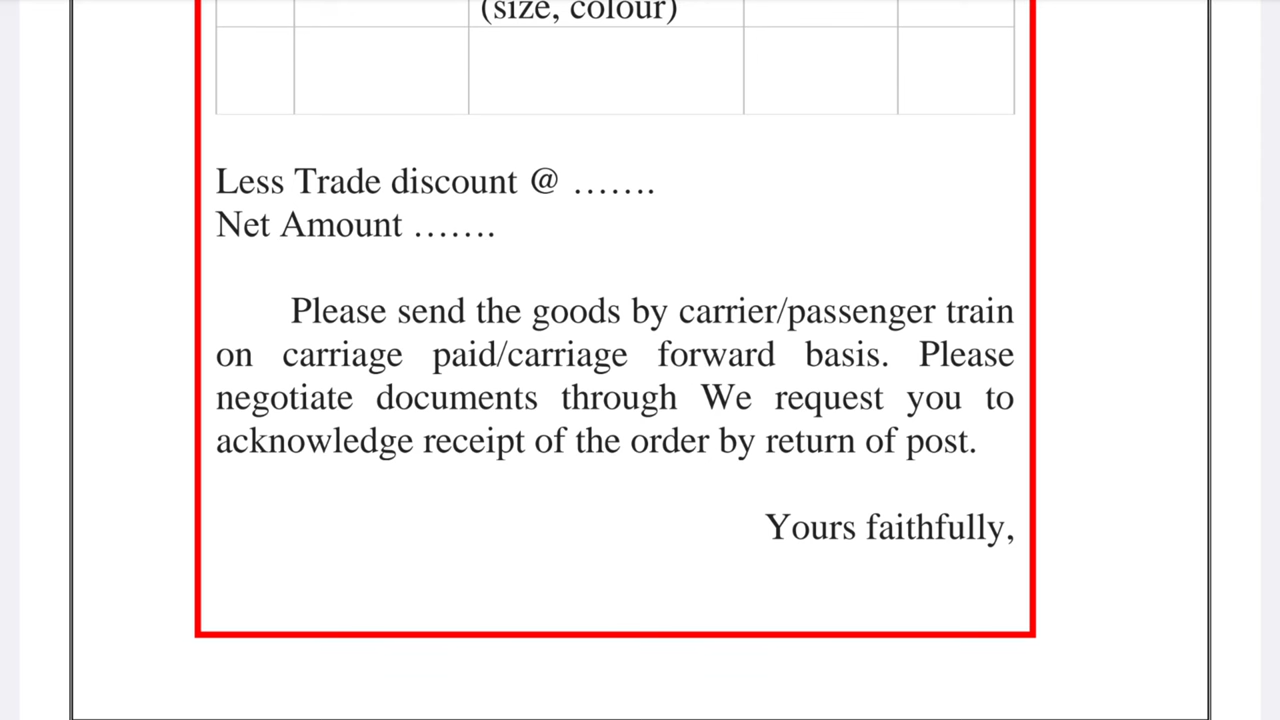 (size, colour)
Less Trade discount @ …….
Net Amount …….
Please send the goods by carrier/passenger train
on carriage paid/carriage forward basis. Please
negotiate documents through We request you to
acknowledge receipt of the order by return of post.
Yours faithfully,